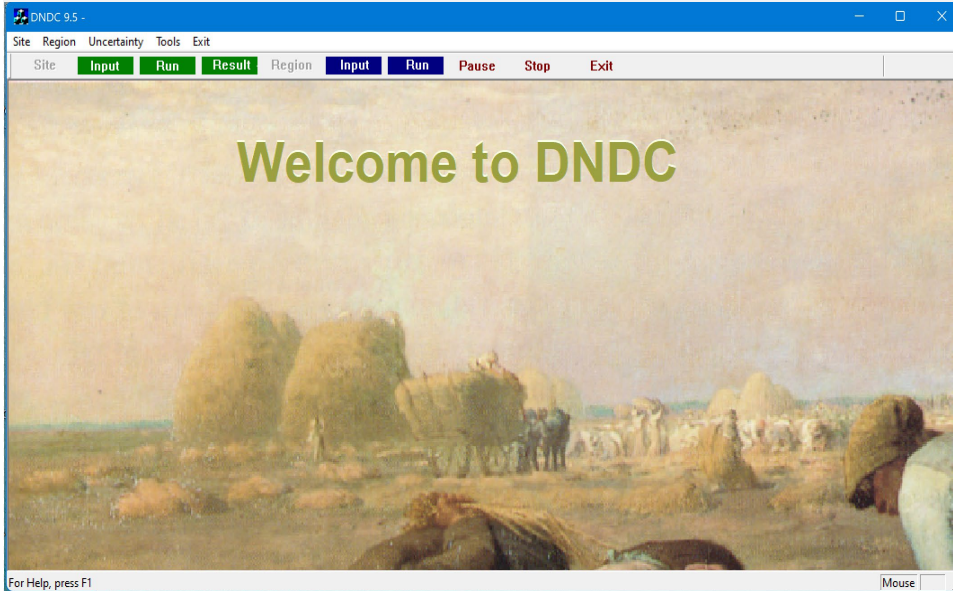 DNDC 9.5 -
Site Region Uncertainty Tools Exit
Site Input Run Result Region Input Run Pause Stop Exit
Welcome to DNDC
For Help, press F1 Mouse